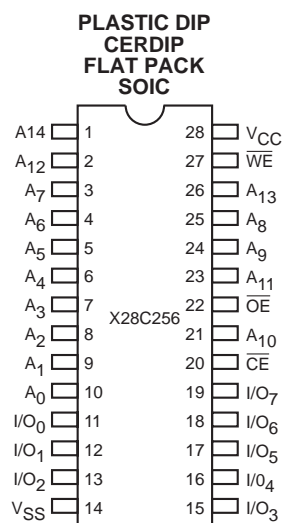 PLASTIC DIP
CERDIP
FLAT PACK
SOIC
A14 1 28 VCC
A12 2 27 WE
A7 3 26 A13
A6 4 25 A8
A5 5 24 A9
A4 6 23 A11
A3 7 22 OE
X28C256
A2 8 21 A10
A1 9 20 CE
A0 10 19 I/O7
I/O0 11 18 I/O6
I/O1 12 17 I/O5
I/O2 13 16 I/04
VSS 14 15 I/O3